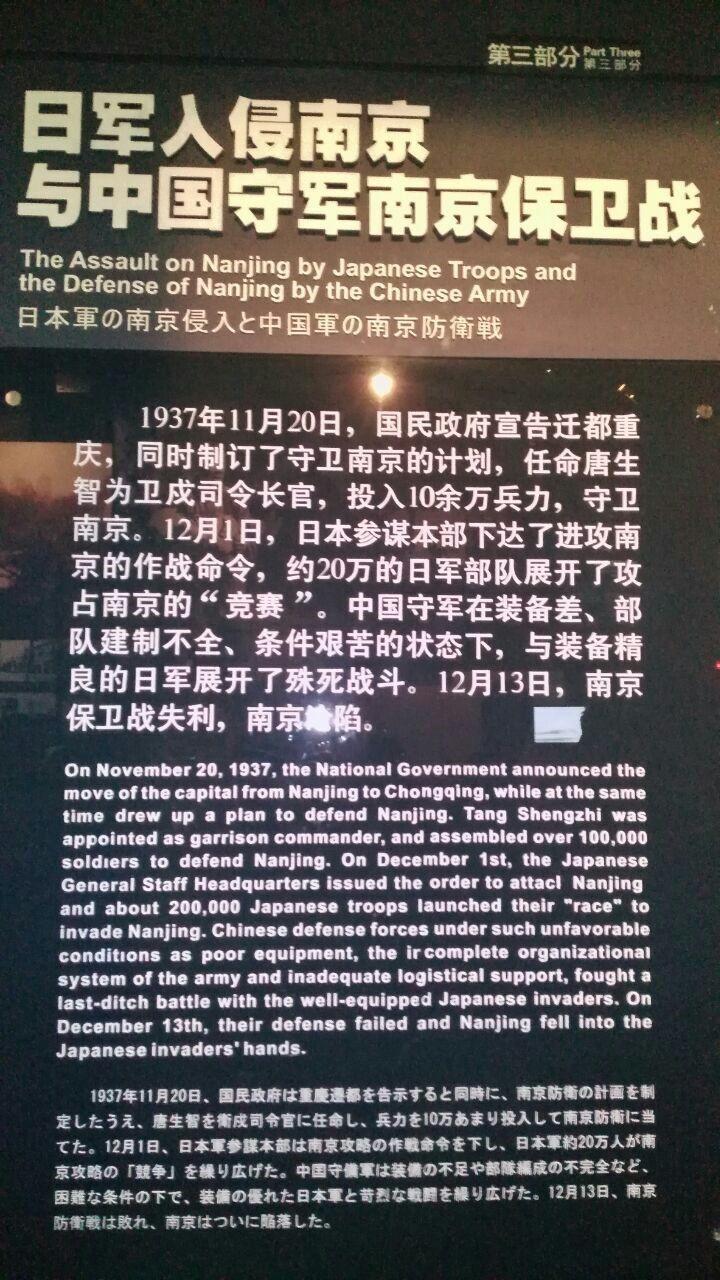 第三部分 Part Three
第三部分
日军入侵南京
与中国守军南京保卫战
The Assault on Nanjing by Japanese Troops and
the Defense of Nanjing by the Chinese Army
日本軍の南京侵入と中国軍の南京防衛戦
1937年11月20日，国民政府宣告迁都重
庆，同时制订了守卫南京的计划，任命唐生
智为卫戍司令长官，投入10余万兵力，守卫
南京。12月1日，日本参谋本部下达了进攻南
京的作战命令，约20万的日军部队展开了攻
占南京的“竞赛”。中国守军在装备差、部
队建制不全、条件艰苦的状态下，与装备精
良的日军展开了殊死战斗。12月13日，南京
保卫战失利，南京沦陷。
On November 20, 1937, the National Government announced the
move of the capital from Nanjing to Chongqing, while at the same
time drew up a plan to defend Nanjing. Tang Shengzhi was
appointed as garrison commander, and assembled over 100,000
soldiers to defend Nanjing. On December 1st, the Japanese
General Staff Headquarters issued the order to attacl Nanjing
and about 200,000 Japanese troops launched their "race" to
invade Nanjing. Chinese defense forces under such unfavorable
conditions as poor equipment, the ir complete organizational
system of the army and inadequate logistical support, fought a
last-ditch battle with the well-equipped Japanese invaders. On
December 13th, their defense failed and Nanjing fell into the
Japanese invaders' hands.
1937年11月20日、国民政府は重慶遷都を告示すると同時に、南京防衛の計画を制
定したうえ、唐生智を衛戍司令官に任命し、兵力を10万あまり投入して南京防衛に当
てた。12月1日、日本軍参謀本部は南京攻略の作戦命令を下し、日本軍約20万人が南
京攻略の「競争」を繰り広げた。中国守備軍は装備の不足や部隊編成の不完全など、
困難な条件の下で、装備の優れた日本軍と苛烈な戦闘を繰り広げた。12月13日、南京
防衛戦は敗れ、南京はついに陥落した。